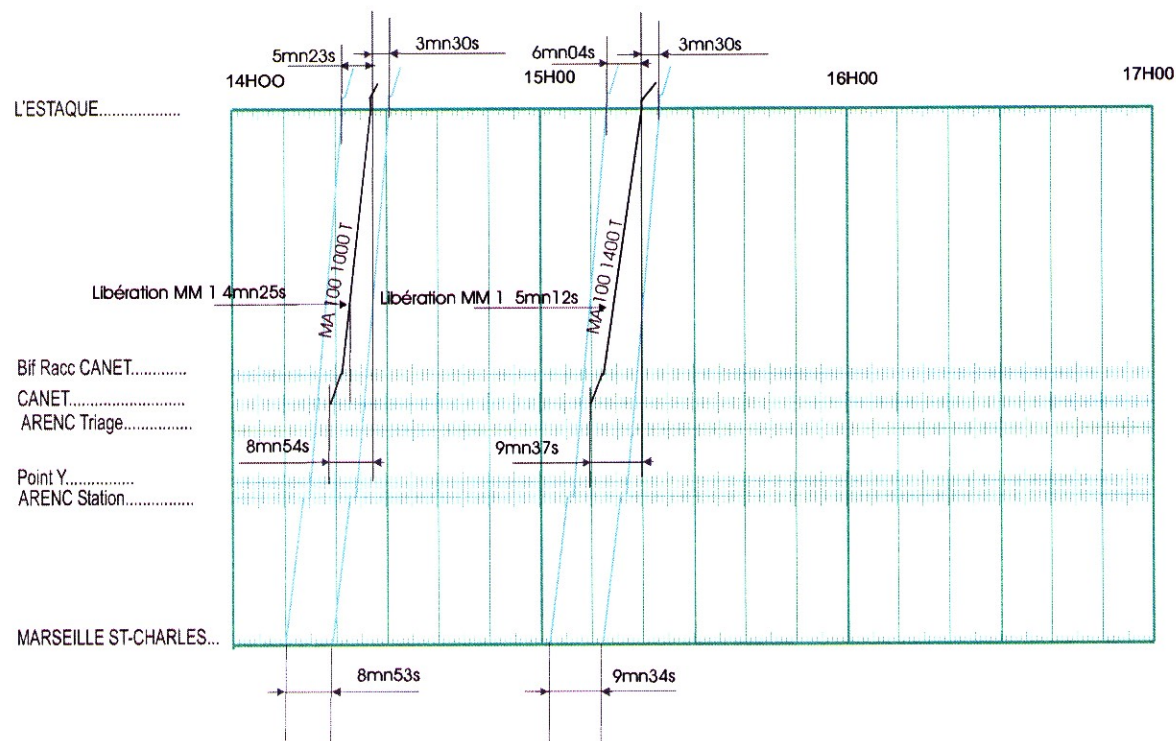 3mn30s
5mn23s
3mn30s
6mn04s
14HOO
15H00
16H00
17H00
L'ESTAQUE...................
MA 100 1000 T
MA 100 1400 T
Libération MM 1 4mn25s
Libération MM 1 5mn12s
Bif Racc CANET.............
CANET..........................
ARENC Triage................
8mn54s
9mn37s
Point Y................
ARENC Station.................
MARSEILLE ST-CHARLES...
8mn53s
9mn34s